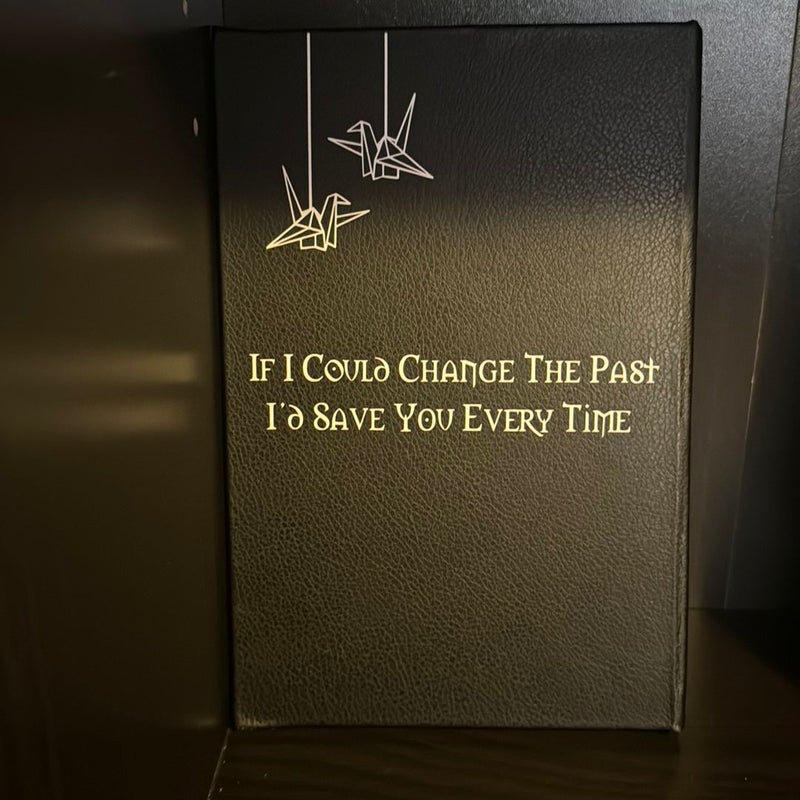 If I Could Change The Past
I'd Save You Every Time